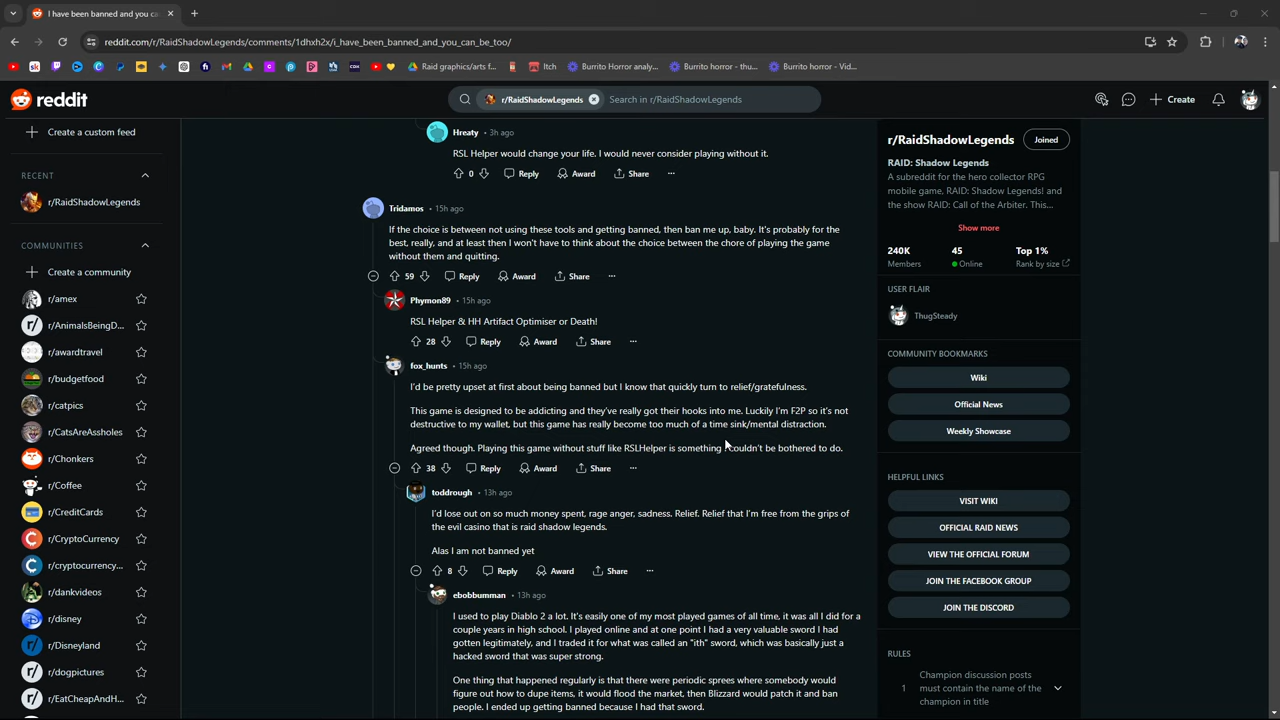 I have been banned and you ca
reddit.com/r/RaidShadowLegends/comments/1dhxh2x/i_have_been_banned_and_you_can_be_too/
Raid graphics/arts f...
Itch
Burrito Horror analy...
Burrito horror - thu...
Burrito horror - Vid...
reddit
r/RaidShadowLegends
Search in r/RaidShadowLegends
Create
Create a custom feed
RECENT
r/RaidShadowLegends
COMMUNITIES
Create a community
r/amex
r/AnimalsBeingD...
r/awardtravel
r/budgetfood
r/catpics
r/CatsAreAssholes
r/Chonkers
r/Coffee
r/CreditCards
r/CryptoCurrency
r/cryptocurrency...
r/dankvideos
r/disney
r/Disneyland
r/dogpictures
r/EatCheapAndH...
Hreaty • 3h ago
RSL Helper would change your life. I would never consider playing without it.
0 Reply Award Share ...
Tridamos • 15h ago
If the choice is between not using these tools and getting banned, then ban me up, baby. It's probably for the
best, really, and at least then I won't have to think about the choice between the chore of playing the game
without them and quitting.
59 Reply Award Share ...
Phymon89 • 15h ago
RSL Helper & HH Artifact Optimiser or Death!
28 Reply Award Share ...
fox_hunts • 15h ago
I'd be pretty upset at first about being banned but I know that quickly turn to relief/gratefulness.
This game is designed to be addicting and they've really got their hooks into me. Luckily I'm F2P so it's not
destructive to my wallet, but this game has really become too much of a time sink/mental distraction.
Agreed though. Playing this game without stuff like RSLHelper is something I couldn't be bothered to do.
38 Reply Award Share ...
toddrough • 13h ago
I'd lose out on so much money spent, rage anger, sadness. Relief. Relief that I'm free from the grips of
the evil casino that is raid shadow legends.
Alas I am not banned yet
8 Reply Award Share ...
ebobbumman • 13h ago
I used to play Diablo 2 a lot. It's easily one of my most played games of all time, it was all I did for a
couple years in high school. I played online and at one point I had a very valuable sword I had
gotten legitimately, and I traded it for what was called an "ith" sword, which was basically just a
hacked sword that was super strong.
One thing that happened regularly is that there were periodic sprees where somebody would
figure out how to dupe items, it would flood the market, then Blizzard would patch it and ban
people. I ended up getting banned because I had that sword.
r/RaidShadowLegends
Joined
RAID: Shadow Legends
A subreddit for the hero collector RPG
mobile game, RAID: Shadow Legends! and
the show RAID: Call of the Arbiter. This...
Show more
240K 45 Top 1%
Members Online Rank by size
USER FLAIR
ThugSteady
COMMUNITY BOOKMARKS
Wiki
Official News
Weekly Showcase
HELPFUL LINKS
VISIT WIKI
OFFICIAL RAID NEWS
VIEW THE OFFICIAL FORUM
JOIN THE FACEBOOK GROUP
JOIN THE DISCORD
RULES
1 Champion discussion posts
must contain the name of the
champion in title